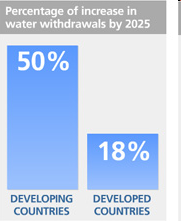 Percentage of increase in
water withdrawals by 2025
50%
18%
DEVELOPING
COUNTRIES
DEVELOPED
COUNTRIES